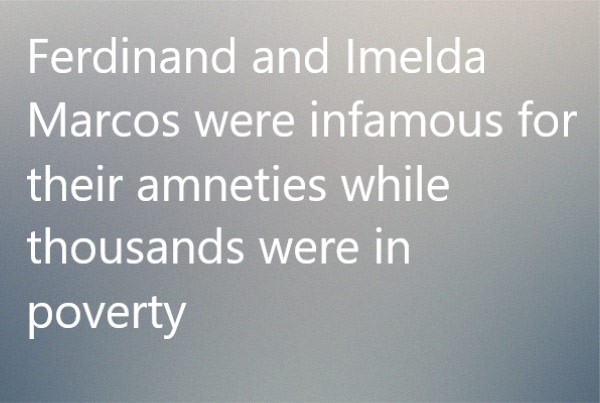 Ferdinand and Imelda
Marcos were infamous for
their amneties while
thousands were in
poverty